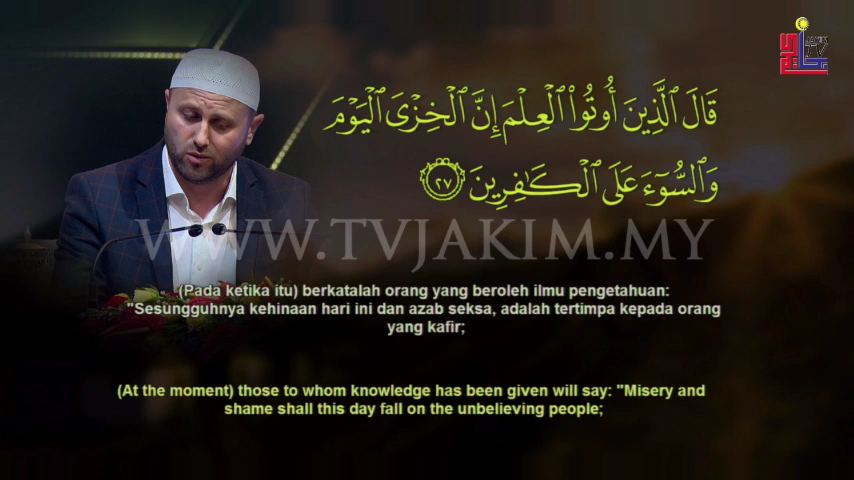 TV
قَالَ ٱلَّذِينَ أُوتُوا۟ ٱلْعِلْمَ إِنَّ ٱلْخِزْىَ ٱلْيَوْمَ
وَٱلسُّوٓءَ عَلَى ٱلْكَـٰفِرِينَ ٢٧
WWW.TVJAKIM.MY
(Pada ketika itu) berkatalah orang yang beroleh ilmu pengetahuan:
"Sesungguhnya kehinaan hari ini dan azab seksa, adalah tertimpa kepada orang
yang kafir;
(At the moment) those to whom knowledge has been given will say: "Misery and
shame shall this day fall on the unbelieving people;